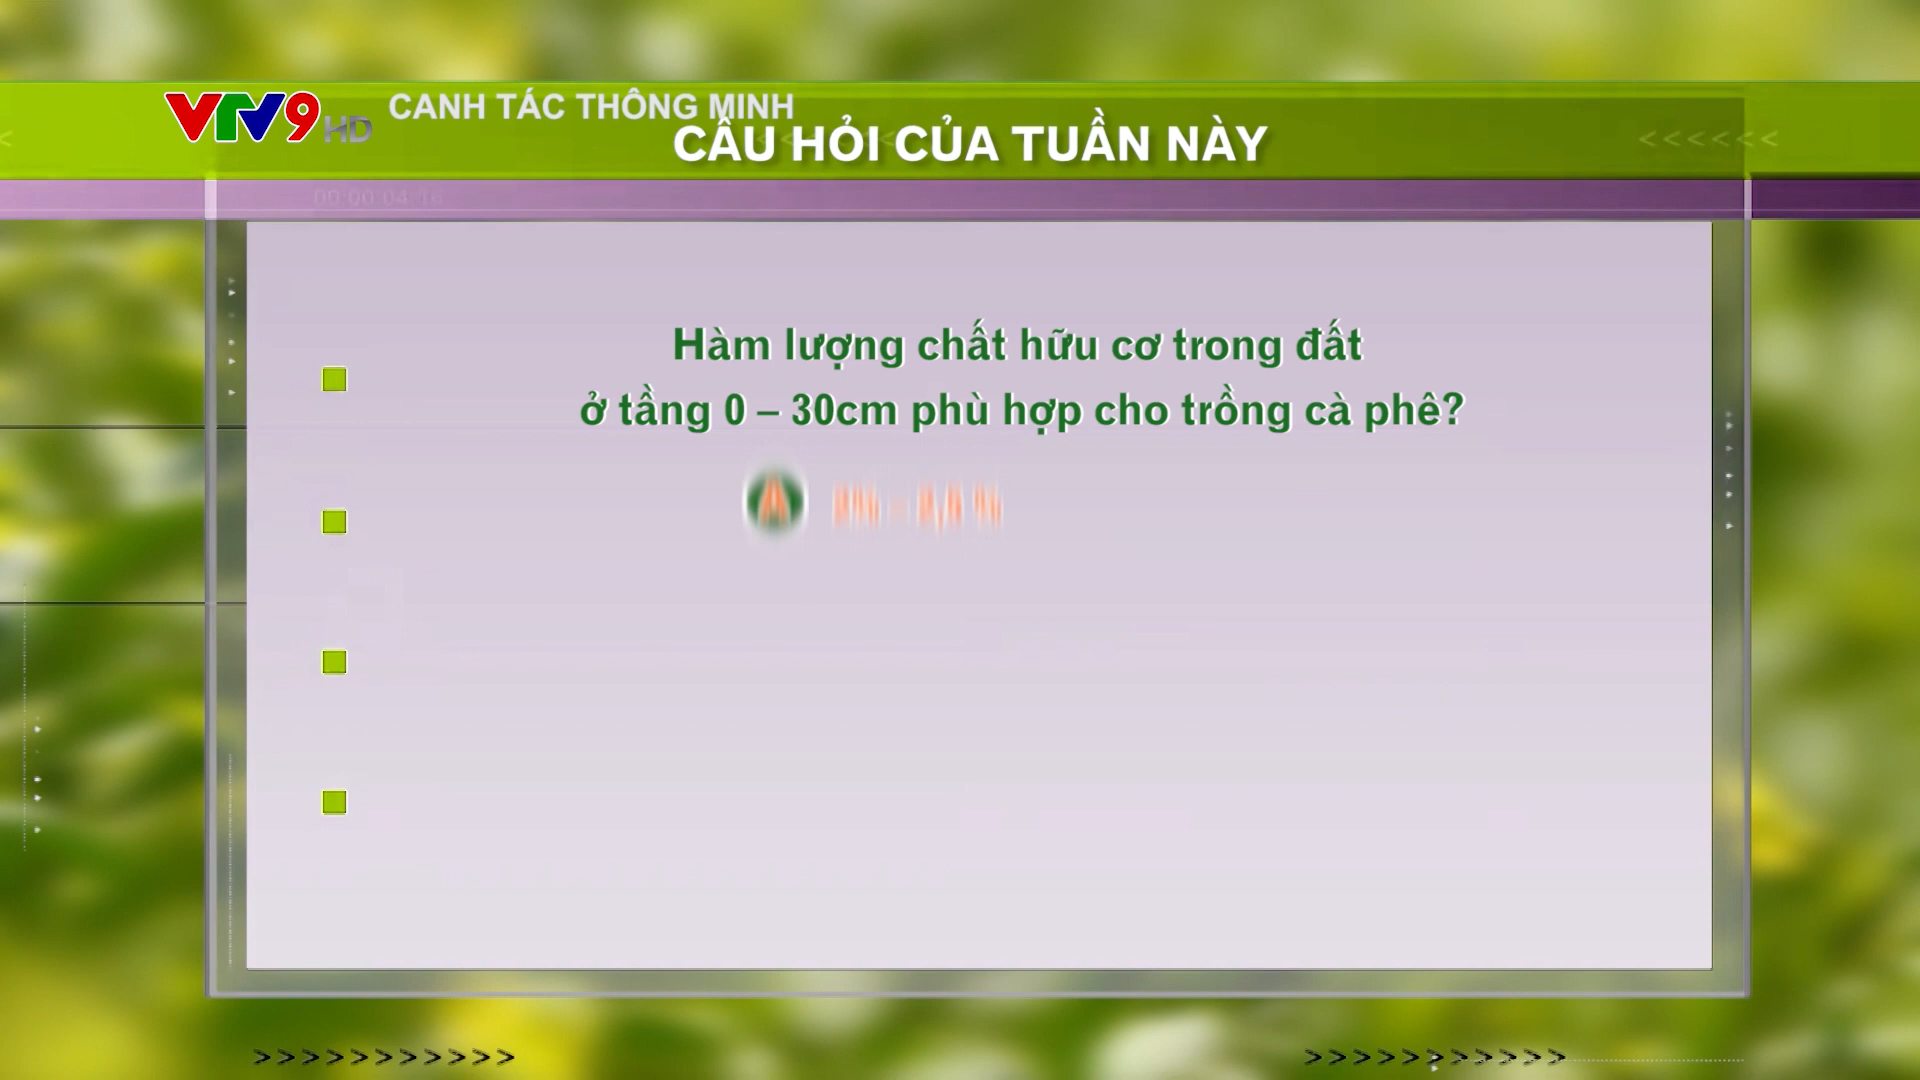 VTV9 HD
CANH TÁC THÔNG MINH
CÂU HỎI CỦA TUẦN NÀY
Hàm lượng chất hữu cơ trong đất
ở tầng 0 – 30cm phù hợp cho trồng cà phê?
A